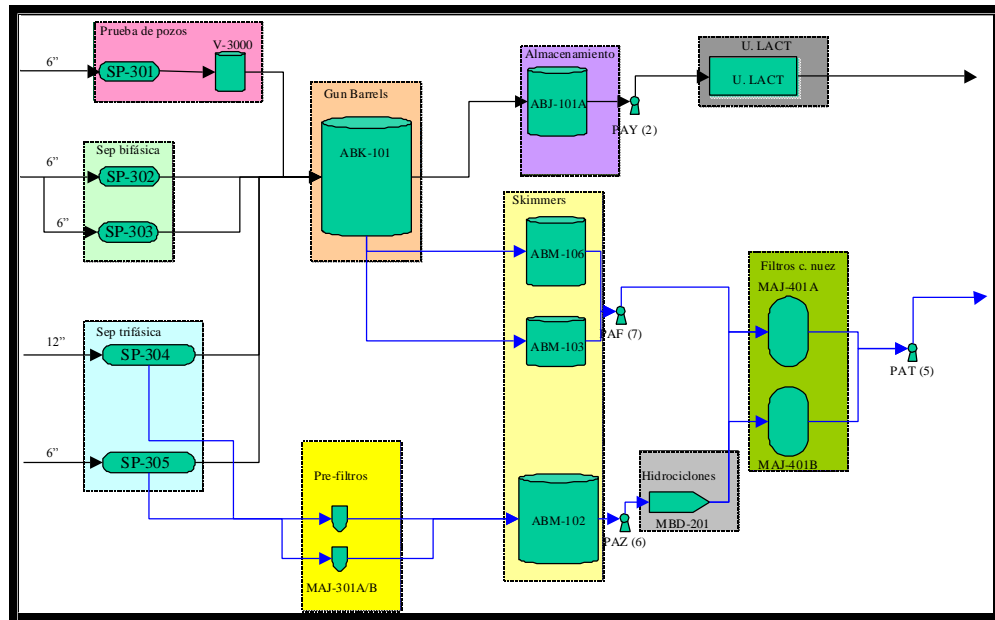 Prueba de pozos
V-3000
6”
SP-301
Sep bifásica
6”
SP-302
6”
SP-303
Sep trifásica
12”
SP-304
6”
SP-305
Gun Barrels
ABK-101
Pre-filtros
MAJ-301A/B
Almacenamiento
ABJ-101A
PAY (2)
U. LACT
U. LACT
Skimmers
ABM-106
ABM-103
PAF (7)
ABM-102
PAZ (6)
Hidrociclones
MBD-201
Filtros c. nuez
MAJ-401A
MAJ-401B
PAT (5)